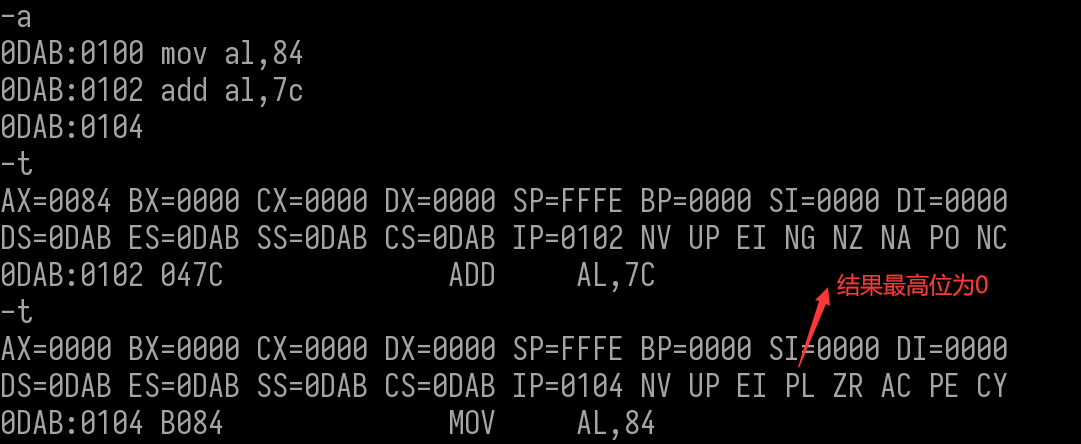 -a
0DAB:0100 mov al,84
0DAB:0102 add al,7c
0DAB:0104
-t
AX=0084 BX=0000 CX=0000 DX=0000 SP=FFFE BP=0000 SI=0000 DI=0000
DS=0DAB ES=0DAB SS=0DAB CS=0DAB IP=0102 NV UP EI NG NZ NA PO NC
0DAB:0102 047C ADD AL,7C
结果最高位为0
-t
AX=0000 BX=0000 CX=0000 DX=0000 SP=FFFE BP=0000 SI=0000 DI=0000
DS=0DAB ES=0DAB SS=0DAB CS=0DAB IP=0104 NV UP EI PL ZR AC PE CY
0DAB:0104 B084 MOV AL,84